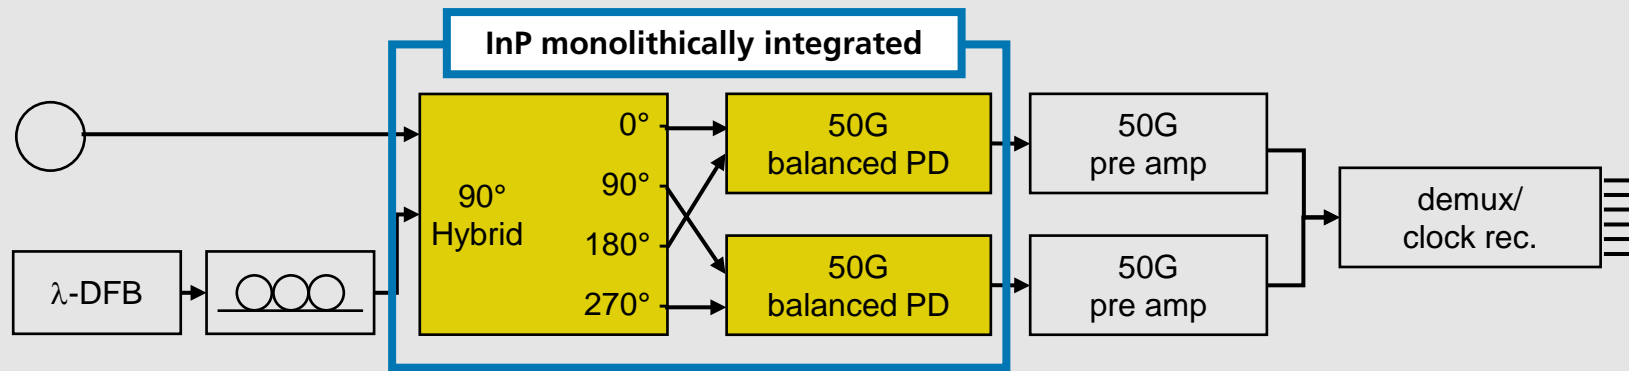 InP monolithically integrated
0°
90°
180°
270°
90°
Hybrid
50G
balanced PD
50G
balanced PD
50G
pre amp
50G
pre amp
demux/
clock rec.
λ-DFB